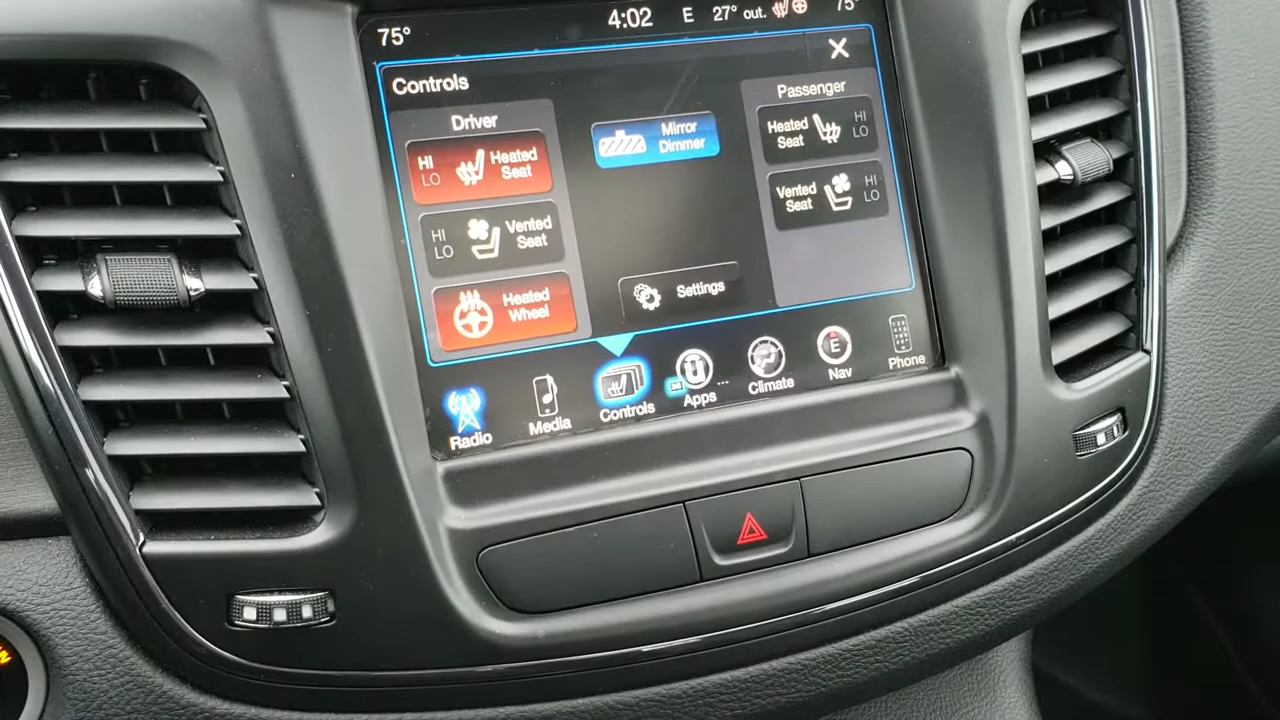 75°
4:02
E
27° out.
75°
Controls
X
Driver
HI
LO
Heated
Seat
HI
LO
Vented
Seat
Heated
Wheel
Mirror
Dimmer
Settings
Passenger
Heated
Seat
HI
LO
Vented
Seat
HI
LO
Radio
Media
Controls
Apps
...
Climate
E
Nav
Phone